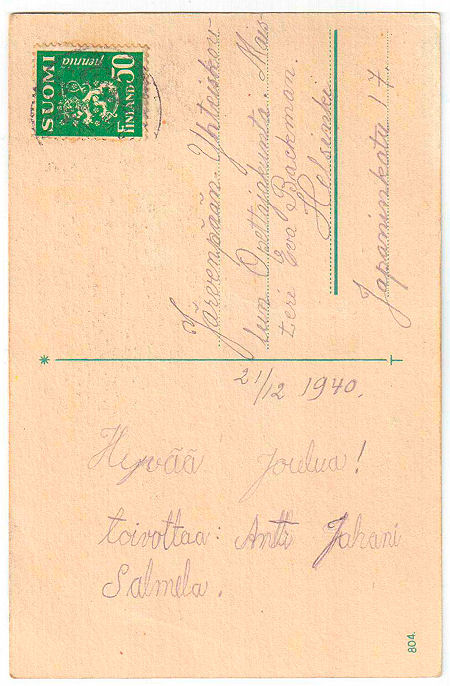 SUOMI
50
penniä
FINLAND
Järvenpään Yhteiskou-
lun Opettajakunta. Mais-
teri Eva Backman.
Helsinki
Japaninkatu 17.
21/12 1940.
Hyvää Joulua!
toivottaa: Antti Juhani
Salmela.
804.